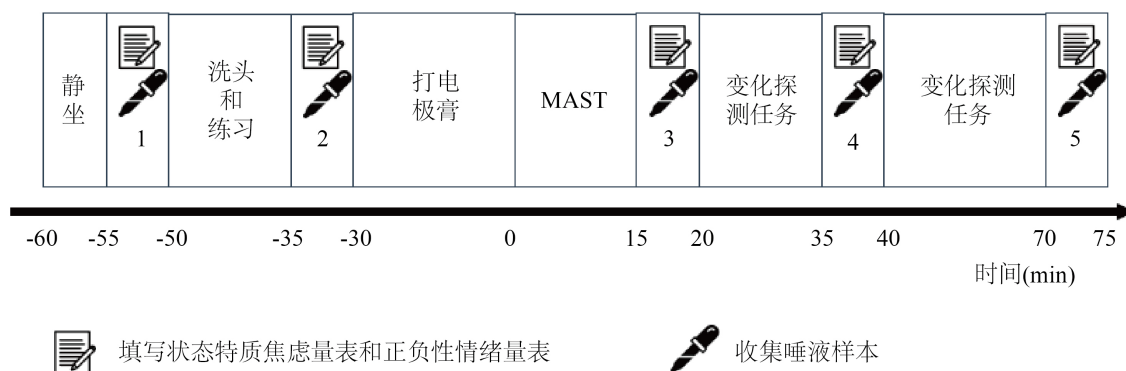 静
坐
1
洗头
和
练习
2
打电
极膏
MAST
3
变化探
测任务
4
变化探测
任务
5
-60 -55 -50 -35 -30 0 15 20 35 40 70 75
时间(min)
填写状态特质焦虑量表和正负性情绪量表 收集唾液样本